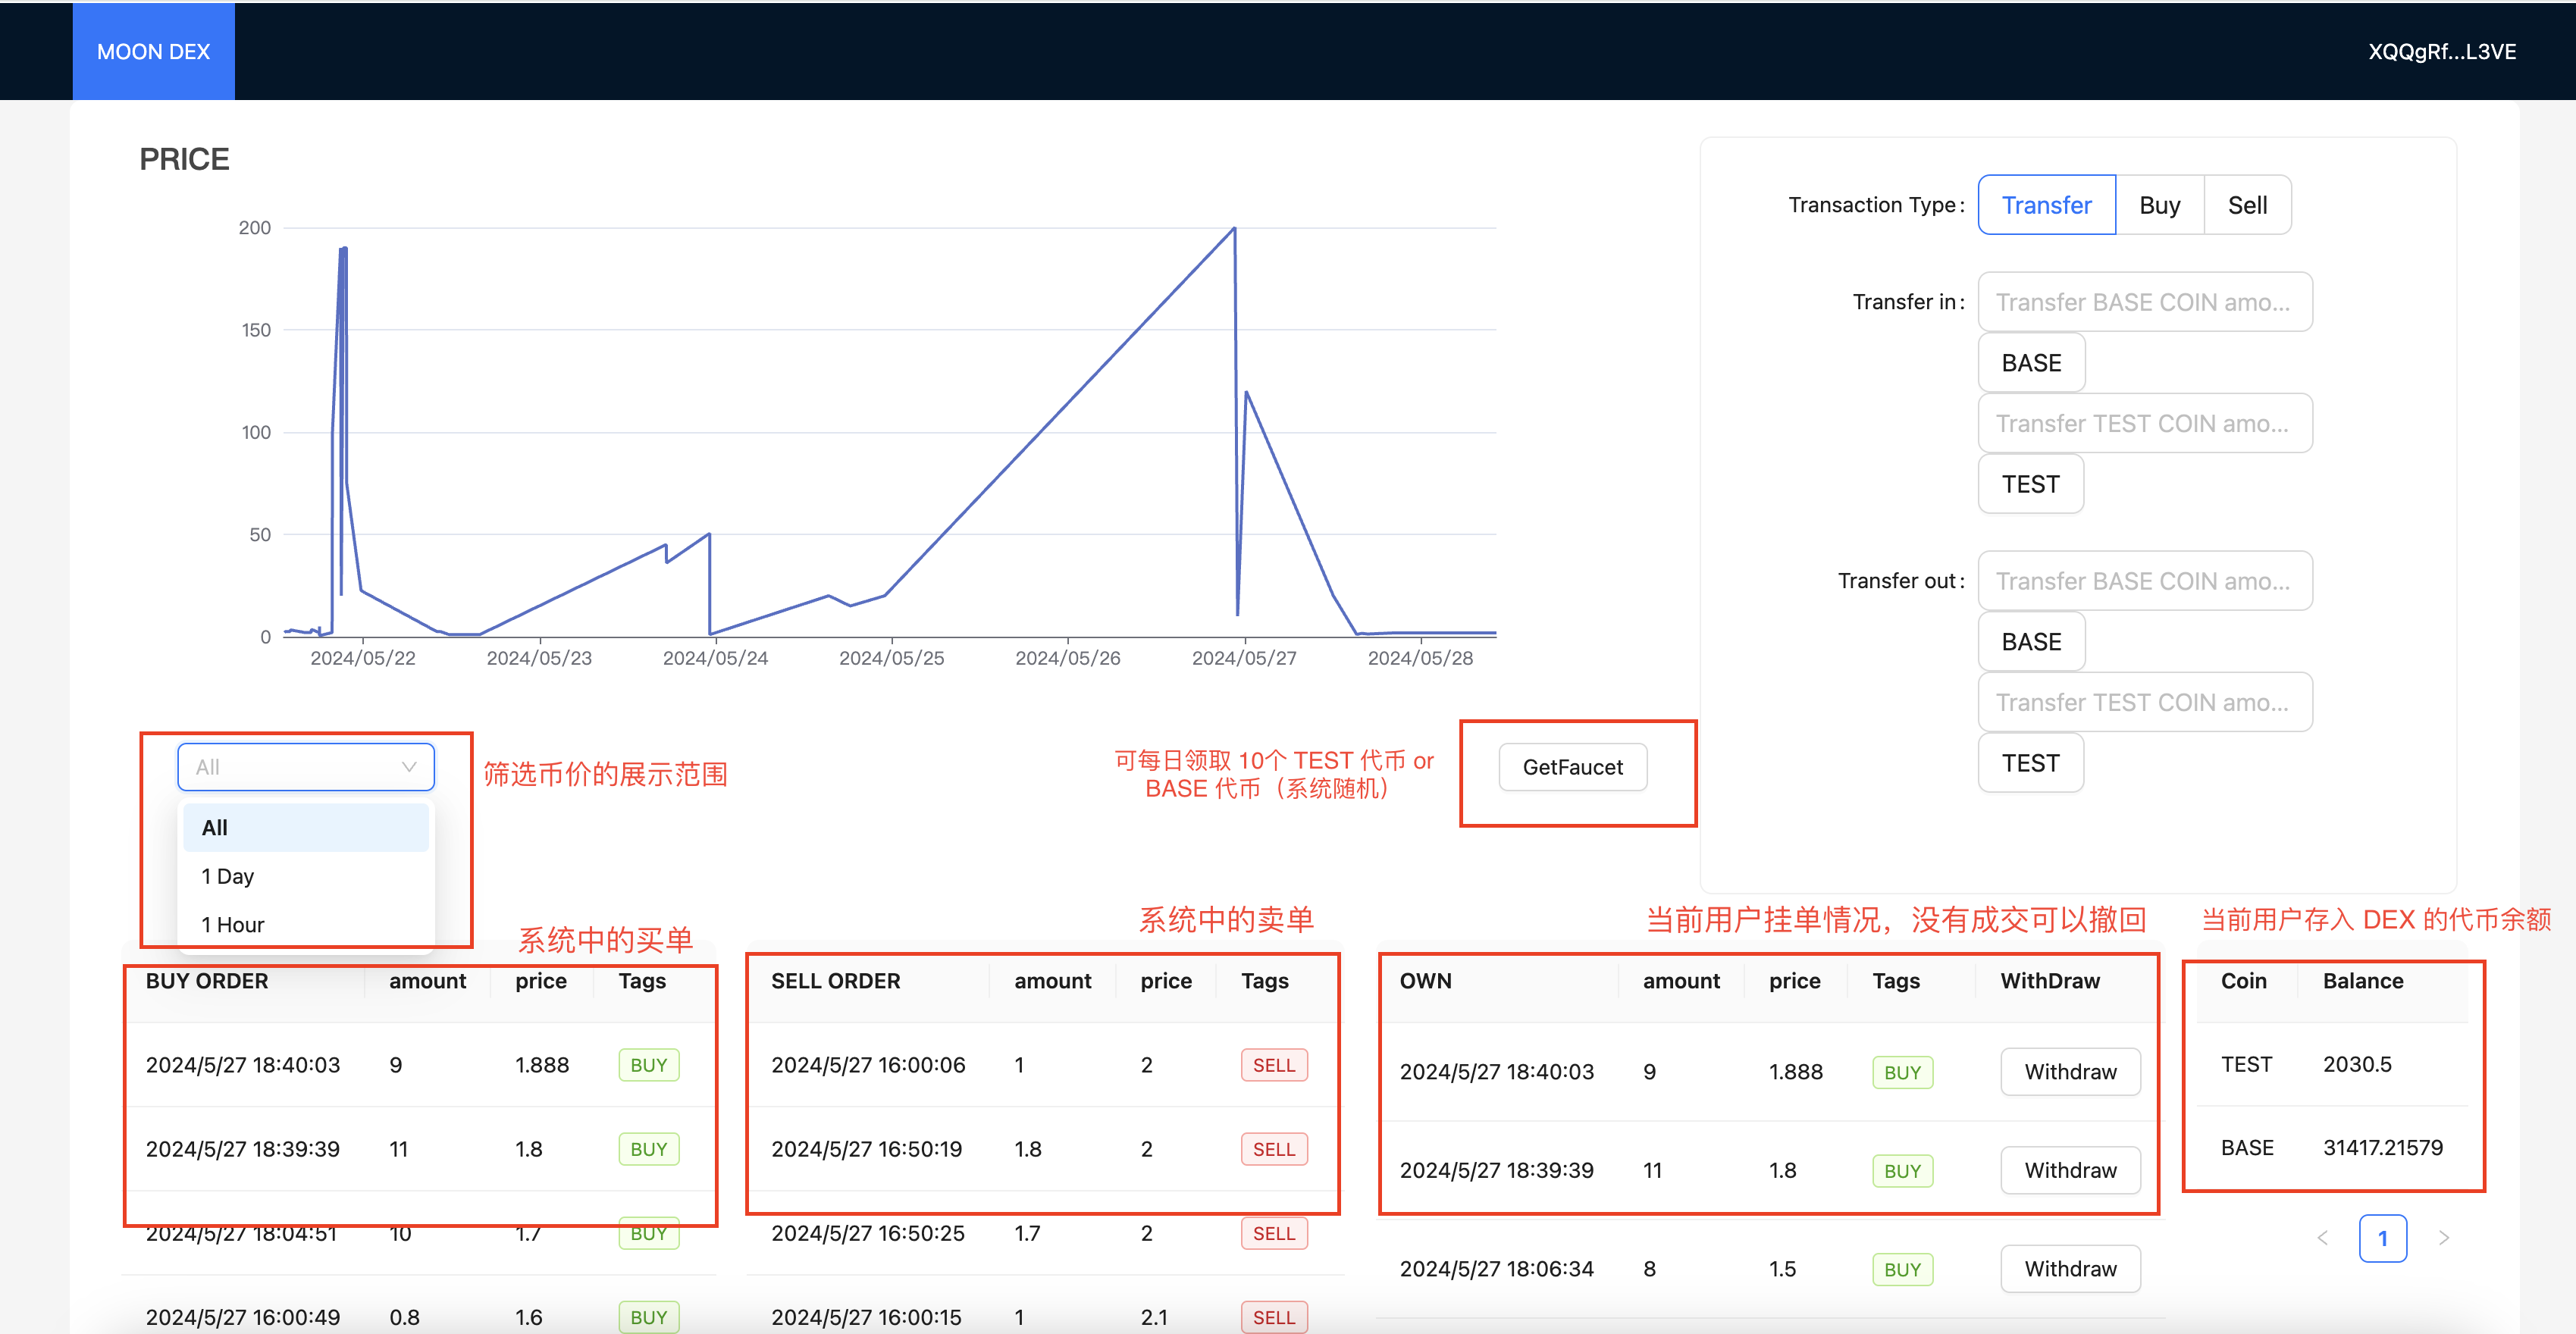 MOON DEX
XQQgRf...L3VE
PRICE
200
150
100
50
0
2024/05/22 2024/05/23 2024/05/24 2024/05/25 2024/05/26 2024/05/27 2024/05/28
Transaction Type: Transfer Buy Sell
Transfer in: Transfer BASE COIN amo...
BASE
Transfer TEST COIN amo...
TEST
Transfer out: Transfer BASE COIN amo...
BASE
Transfer TEST COIN amo...
TEST
All
筛选币价的展示范围
All
1 Day
1 Hour
可每日领取 10个 TEST 代币 or
BASE 代币（系统随机）
GetFaucet
系统中的买单
BUY ORDER amount price Tags
2024/5/27 18:40:03 9 1.888 BUY
2024/5/27 18:39:39 11 1.8 BUY
2024/5/27 18:04:51 10 1.7 BUY
2024/5/27 16:00:49 0.8 1.6 BUY
系统中的卖单
SELL ORDER amount price Tags
2024/5/27 16:00:06 1 2 SELL
2024/5/27 16:50:19 1.8 2 SELL
2024/5/27 16:50:25 1.7 2 SELL
2024/5/27 16:00:15 1 2.1 SELL
当前用户挂单情况，没有成交可以撤回
OWN amount price Tags WithDraw
2024/5/27 18:40:03 9 1.888 BUY Withdraw
2024/5/27 18:39:39 11 1.8 BUY Withdraw
2024/5/27 18:06:34 8 1.5 BUY Withdraw
当前用户存入 DEX 的代币余额
Coin Balance
TEST 2030.5
BASE 31417.21579
< 1 >